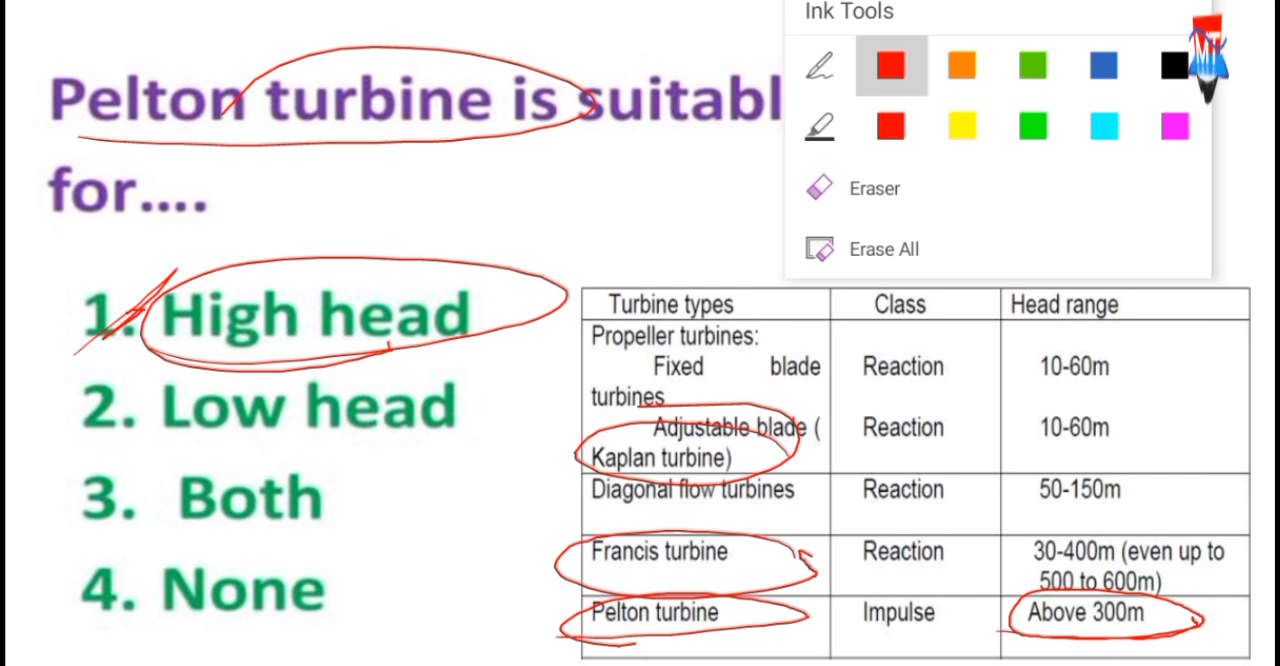 Ink Tools
Pelton turbine is suitabl
for....
Eraser
Erase All
1. High head
2. Low head
3. Both
4. None
Turbine types Class Head range
Propeller turbines:
Fixed blade Reaction 10-60m
turbines
Adjustable blade ( Reaction 10-60m
Kaplan turbine)
Diagonal flow turbines Reaction 50-150m
Francis turbine Reaction 30-400m (even up to
500 to 600m)
Pelton turbine Impulse Above 300m